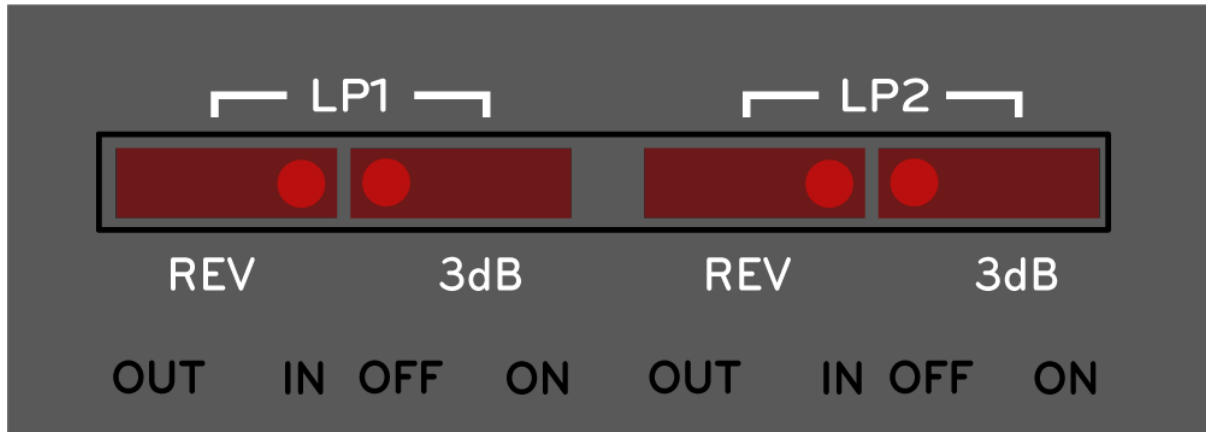 LP1 LP2
REV 3dB REV 3dB
OUT IN OFF ON OUT IN OFF ON